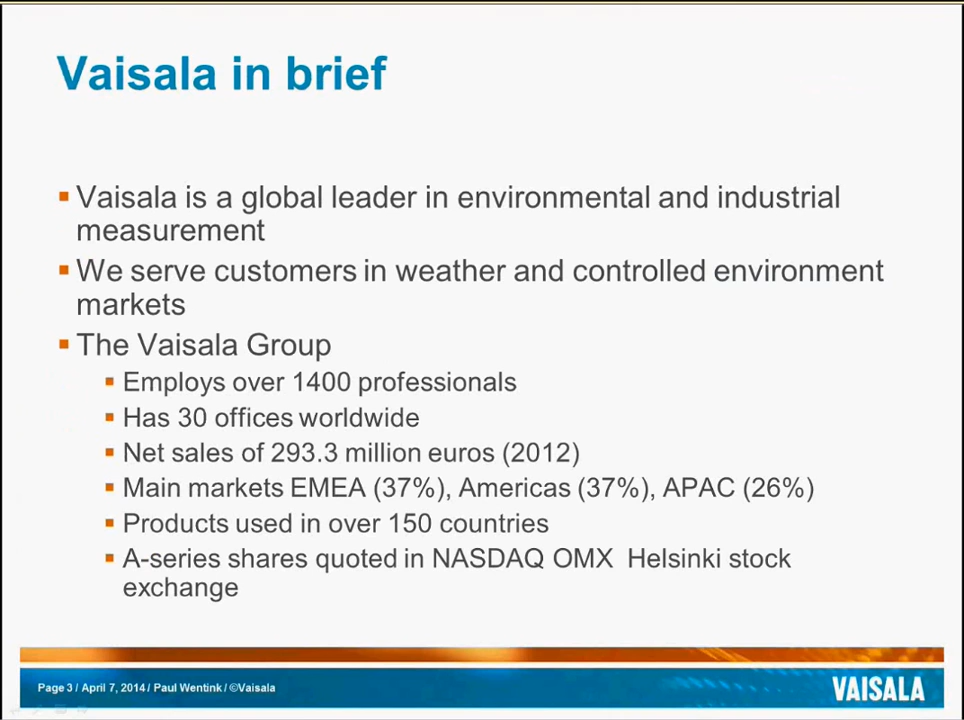 Vaisala in brief
Vaisala is a global leader in environmental and industrial
measurement
We serve customers in weather and controlled environment
markets
The Vaisala Group
Employs over 1400 professionals
Has 30 offices worldwide
Net sales of 293.3 million euros (2012)
Main markets EMEA (37%), Americas (37%), APAC (26%)
Products used in over 150 countries
A-series shares quoted in NASDAQ OMX  Helsinki stock
exchange
Page 3 / April 7, 2014 / Paul Wentink / ©Vaisala
VAISALA